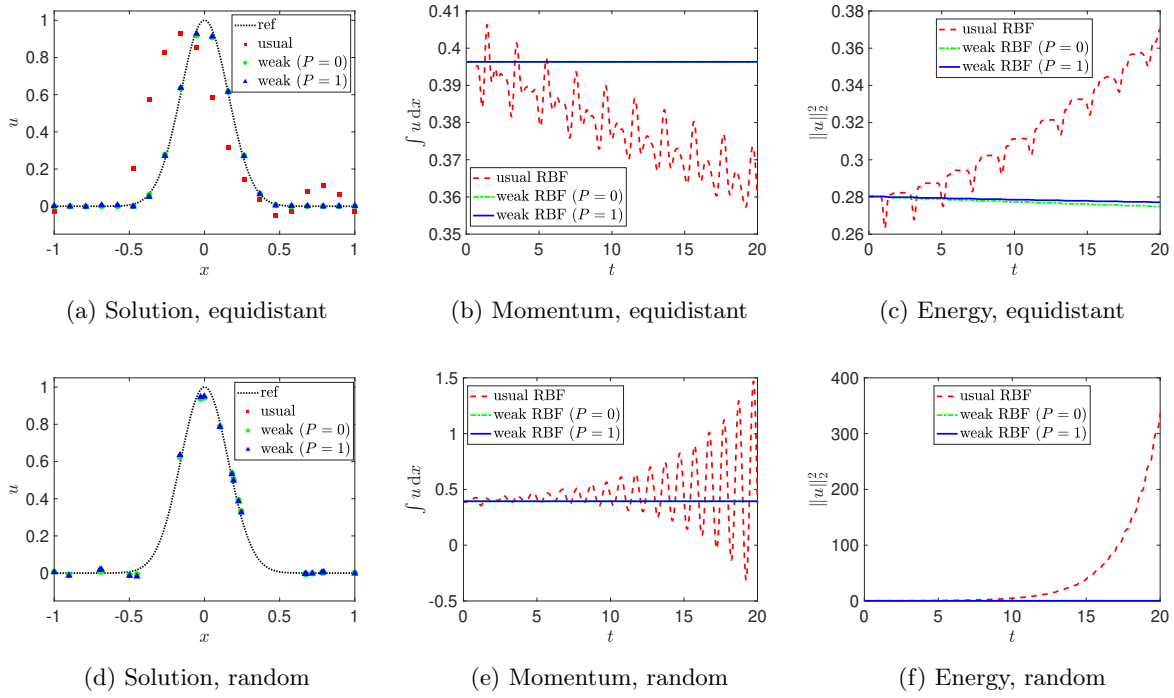 ref
usual
weak (P = 0)
weak (P = 1)
1
0.8
0.6
0.4
0.2
0
u
-1
-0.5
0
0.5
1
x
(a) Solution, equidistant
usual RBF
weak RBF (P = 0)
weak RBF (P = 1)
0.41
0.4
0.39
0.38
0.37
0.36
0.35
∫ u dx
0
5
10
15
20
t
(b) Momentum, equidistant
usual RBF
weak RBF (P = 0)
weak RBF (P = 1)
0.38
0.36
0.34
0.32
0.3
0.28
0.26
||u||₂²
0
5
10
15
20
t
(c) Energy, equidistant
ref
usual
weak (P = 0)
weak (P = 1)
1
0.8
0.6
0.4
0.2
0
u
-1
-0.5
0
0.5
1
x
(d) Solution, random
usual RBF
weak RBF (P = 0)
weak RBF (P = 1)
1.5
1
0.5
0
-0.5
∫ u dx
0
5
10
15
20
t
(e) Momentum, random
usual RBF
weak RBF (P = 0)
weak RBF (P = 1)
400
300
200
100
0
||u||₂²
0
5
10
15
20
t
(f) Energy, random